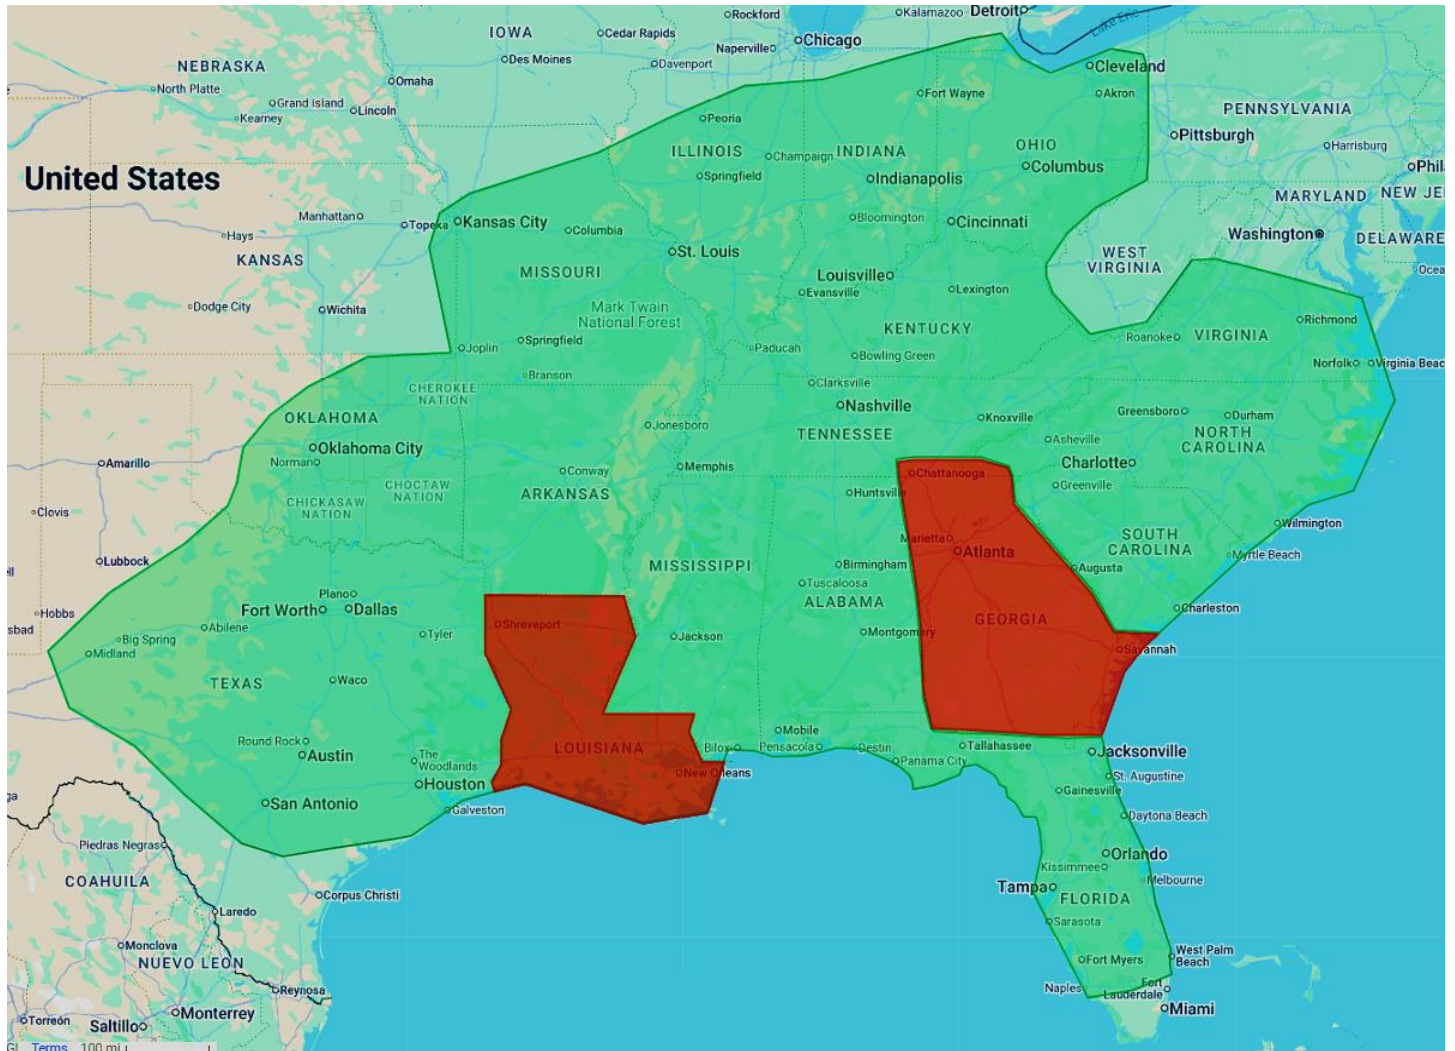 Rockford
Kalamazoo
Detroit
Lake Erie
IOWA
Cedar Rapids
Chicago
Naperville
Des Moines
Davenport
NEBRASKA
Cleveland
Omaha
North Platte
Fort Wayne
Akron
Grand Island
Lincoln
PENNSYLVANIA
Kearney
Peoria
Pittsburgh
ILLINOIS
INDIANA
OHIO
Harrisburg
Champaign
Columbus
Phil
United States
Springfield
Indianapolis
MARYLAND
NEW JE
Manhattan
Topeka
Kansas City
Columbia
Bloomington
Cincinnati
Washington
DELAWARE
Hays
KANSAS
St. Louis
WEST
VIRGINIA
MISSOURI
Louisville
Ocea
Dodge City
Wichita
Mark Twain
National Forest
Evansville
Lexington
KENTUCKY
Richmond
Joplin
Springfield
Paducah
Bowling Green
Roanoke
VIRGINIA
Norfolk
Virginia Beac
Branson
CHEROKEE
NATION
Clarksville
OKLAHOMA
Nashville
Knoxville
Greensboro
Durham
Jonesboro
TENNESSEE
NORTH
CAROLINA
Oklahoma City
Asheville
Amarillo
Norman
Conway
Memphis
Charlotte
Chattanooga
CHOCTAW
NATION
CHICKASAW
NATION
ARKANSAS
Huntsville
Greenville
Clovis
Wilmington
Lubbock
Marietta
Atlanta
SOUTH
CAROLINA
Myrtle Beach
MISSISSIPPI
Birmingham
Augusta
ell
Tuscaloosa
ALABAMA
Plano
Fort Worth
Dallas
Hobbs
Charleston
sbad
Abilene
Big Spring
Midland
Tyler
Shreveport
Jackson
Montgomery
GEORGIA
Savannah
TEXAS
Waco
Round Rock
Austin
The
Woodlands
LOUISIANA
Mobile
Biloxi
Pensacola
Destin
Tallahassee
Jacksonville
Panama City
New Orleans
Houston
St. Augustine
Gainesville
San Antonio
Galveston
Daytona Beach
ga
Piedras Negras
Orlando
Kissimmee
COAHUILA
Tampa
Melbourne
Corpus Christi
FLORIDA
Laredo
Sarasota
Monclova
West Palm
Beach
NUEVO LEON
Fort Myers
Reynosa
Naples
Fort
Lauderdale
Miami
Monterrey
Torreón
Saltillo
Terms
100 mi